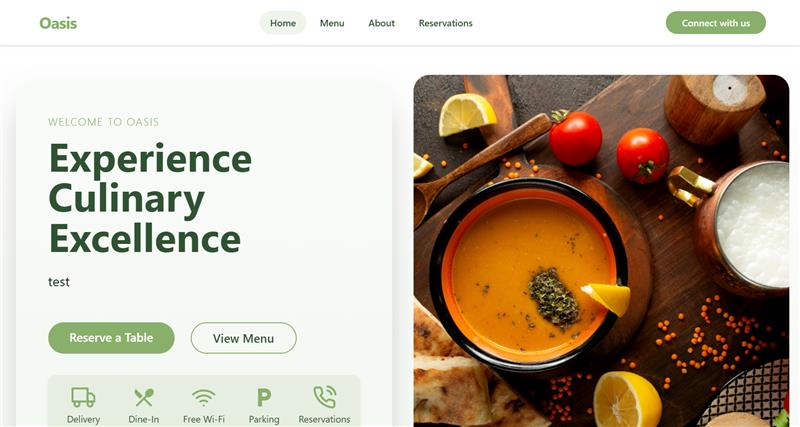 Oasis
Home
Menu
About
Reservations
Connect with us
WELCOME TO OASIS
Experience
Culinary
Excellence
test
Reserve a Table
View Menu
Delivery
Dine-In
Free Wi-Fi
P
Parking
Reservations